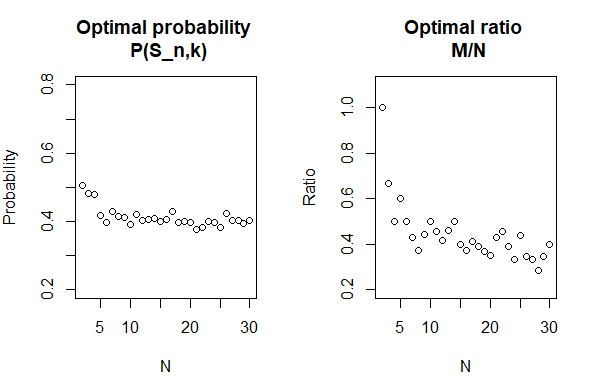 Optimal probability
P(S_n,k)
Probability
0.8
0.6
0.4
0.2
5 10 20 30
N
Optimal ratio
M/N
Ratio
1.0
0.8
0.6
0.4
0.2
5 10 20 30
N